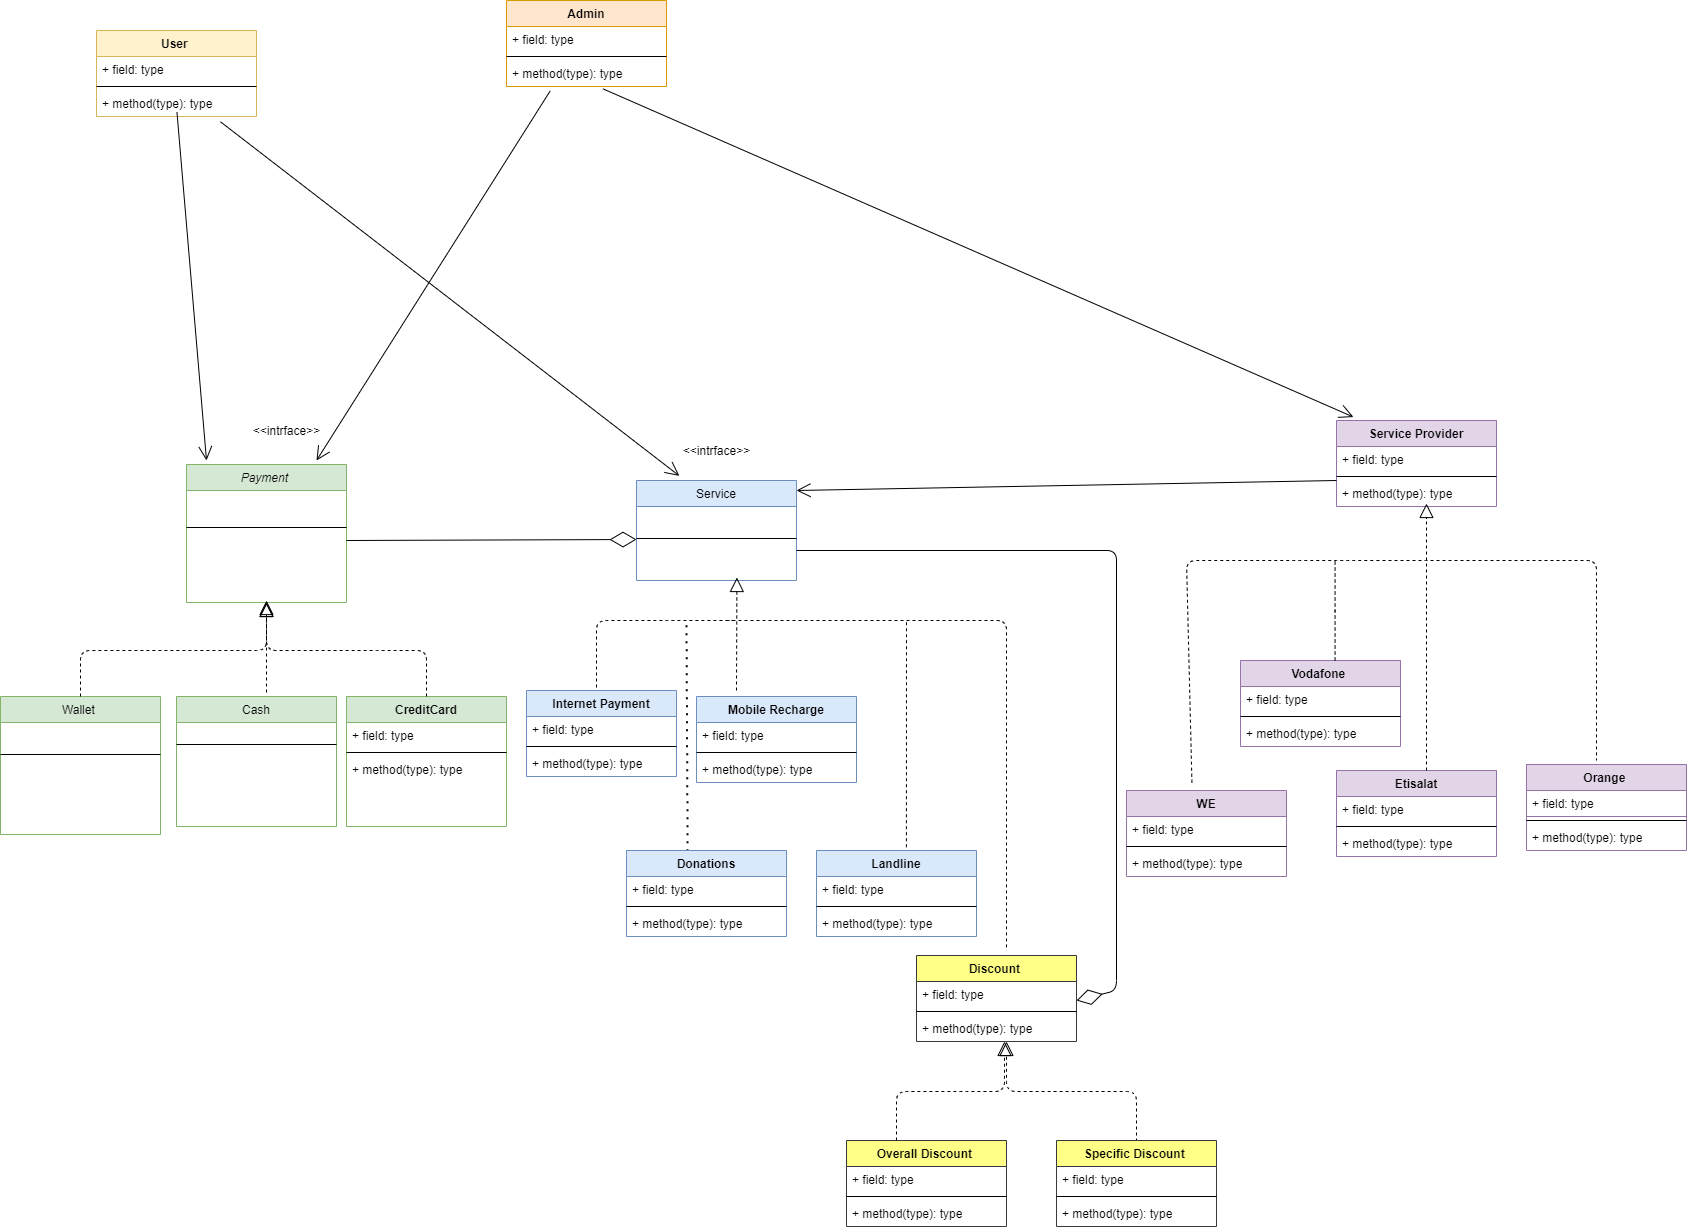 Admin
+ field: type
+ method(type): type
User
+ field: type
+ method(type): type
<<intrface>>
Payment
<<intrface>>
Service
Service Provider
+ field: type
+ method(type): type
Wallet
Cash
CreditCard
+ field: type
+ method(type): type
Internet Payment
+ field: type
+ method(type): type
Mobile Recharge
+ field: type
+ method(type): type
Donations
+ field: type
+ method(type): type
Landline
+ field: type
+ method(type): type
Vodafone
+ field: type
+ method(type): type
WE
+ field: type
+ method(type): type
Etisalat
+ field: type
+ method(type): type
Orange
+ field: type
+ method(type): type
Discount
+ field: type
+ method(type): type
Overall Discount
+ field: type
+ method(type): type
Specific Discount
+ field: type
+ method(type): type